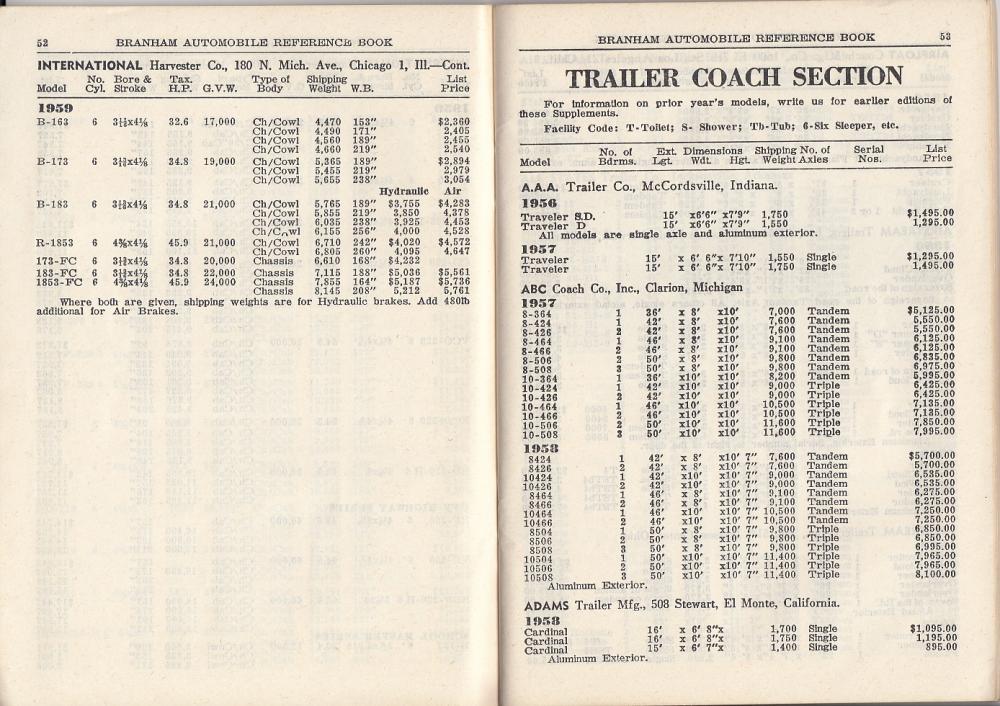 52 BRANHAM AUTOMOBILE REFERENCE BOOK
INTERNATIONAL Harvester Co., 180 N. Mich. Ave., Chicago 1, Ill.—Cont.
No. Bore & Tax. Type of Shipping List
Model Cyl. Stroke H.P. G.V.W. Body Weight W.B. Price
1959
B-163 6 3 11/16x4⅛ 32.6 17,000 Ch/Cowl 4,470 153" $2,360
Ch/Cowl 4,490 171" 2,405
Ch/Cowl 4,560 189" 2,455
Ch/Cowl 4,660 219" 2,540
B-173 6 3 13/16x4⅛ 34.8 19,000 Ch/Cowl 5,365 189" $2,894
Ch/Cowl 5,455 219" 2,979
Ch/Cowl 5,655 238" 3,054
Hydraulic Air
B-183 6 3 13/16x4⅛ 34.8 21,000 Ch/Cowl 5,765 189" $3,755 $4,283
Ch/Cowl 5,855 219" 3,850 4,378
Ch/Cowl 6,035 238" 3,925 4,453
Ch/Cowl 6,155 256" 4,000 4,528
R-1853 6 4⅜x4⅛ 45.9 21,000 Ch/Cowl 6,710 242" $4,020 $4,572
Ch/Cowl 6,805 260" 4,095 4,647
173-FC 6 3 13/16x4⅛ 34.8 20,000 Chassis 6,610 168" $4,232
183-FC 6 3 13/16x4⅛ 34.8 22,000 Chassis 7,115 188" $5,036 $5,561
1853-FC 6 4⅜x4⅛ 45.9 24,000 Chassis 7,855 164" $5,187 $5,736
Chassis 8,145 208" 5,212 5,761
Where both are given, shipping weights are for Hydraulic brakes. Add 480lb
additional for Air Brakes.
BRANHAM AUTOMOBILE REFERENCE BOOK 53
TRAILER COACH SECTION
For information on prior year's models, write us for earlier editions of
these Supplements.
Facility Code: T-Toilet; S- Shower; Tb-Tub; 6-Six Sleeper, etc.
No. of Ext. Dimensions Shipping No. of Serial List
Model Bdrms. Lgt. Wdt. Hgt. Weight Axles Nos. Price
A.A.A. Trailer Co., McCordsville, Indiana.
1956
Traveler S.D. 15' x6'6" x7'9" 1,750 $1,495.00
Traveler D 15' x6'6" x7'9" 1,550 1,295.00
All models are single axle and aluminum exterior.
1957
Traveler 15' x 6' 6"x 7'10" 1,550 Single $1,295.00
Traveler 15' x 6' 6"x 7'10" 1,750 Single 1,495.00
ABC Coach Co., Inc., Clarion, Michigan
1957
8-364 1 36' x 8' x10' 7,000 Tandem $5,125.00
8-424 1 42' x 8' x10' 7,600 Tandem 5,550.00
8-426 2 42' x 8' x10' 7,600 Tandem 5,550.00
8-464 1 46' x 8' x10' 9,100 Tandem 6,125.00
8-466 2 46' x 8' x10' 9,100 Tandem 6,125.00
8-506 2 50' x 8' x10' 9,800 Tandem 6,835.00
8-508 3 50' x 8' x10' 9,800 Tandem 6,975.00
10-364 1 36' x10' x10' 8,200 Tandem 5,995.00
10-424 1 42' x10' x10' 9,000 Triple 6,425.00
10-426 2 42' x10' x10' 9,000 Triple 6,425.00
10-464 1 46' x10' x10' 10,500 Triple 7,135.00
10-466 2 46' x10' x10' 10,500 Triple 7,135.00
10-506 2 50' x10' x10' 11,600 Triple 7,850.00
10-508 3 50' x10' x10' 11,600 Triple 7,995.00
1958
8424 1 42' x 8' x10' 7" 7,600 Tandem $5,700.00
8426 2 42' x 8' x10' 7" 7,600 Tandem 5,700.00
10424 1 42' x10' x10' 7" 9,000 Tandem 6,535.00
10426 2 42' x10' x10' 7" 9,000 Tandem 6,535.00
8464 1 46' x 8' x10' 7" 9,100 Tandem 6,275.00
8466 2 46' x 8' x10' 7" 9,100 Tandem 6,275.00
10464 1 46' x10' x10' 7" 10,500 Tandem 7,250.00
10466 2 46' x10' x10' 7" 10,500 Tandem 7,250.00
8504 1 50' x 8' x10' 7" 9,800 Triple 6,850.00
8506 2 50' x 8' x10' 7" 9,800 Triple 6,850.00
8508 3 50' x 8' x10' 7" 9,800 Triple 6,995.00
10504 1 50' x10' x10' 7" 11,400 Triple 7,965.00
10506 2 50' x10' x10' 7" 11,400 Triple 7,965.00
10508 3 50' x10' x10' 7" 11,400 Triple 8,100.00
Aluminum Exterior.
ADAMS Trailer Mfg., 508 Stewart, El Monte, California.
1958
Cardinal 16' x 6' 8"x 1,700 Single $1,095.00
Cardinal 16' x 6' 8"x 1,750 Single 1,195.00
Cardinal 15' x 6' 7"x 1,400 Single 895.00
Aluminum Exterior.